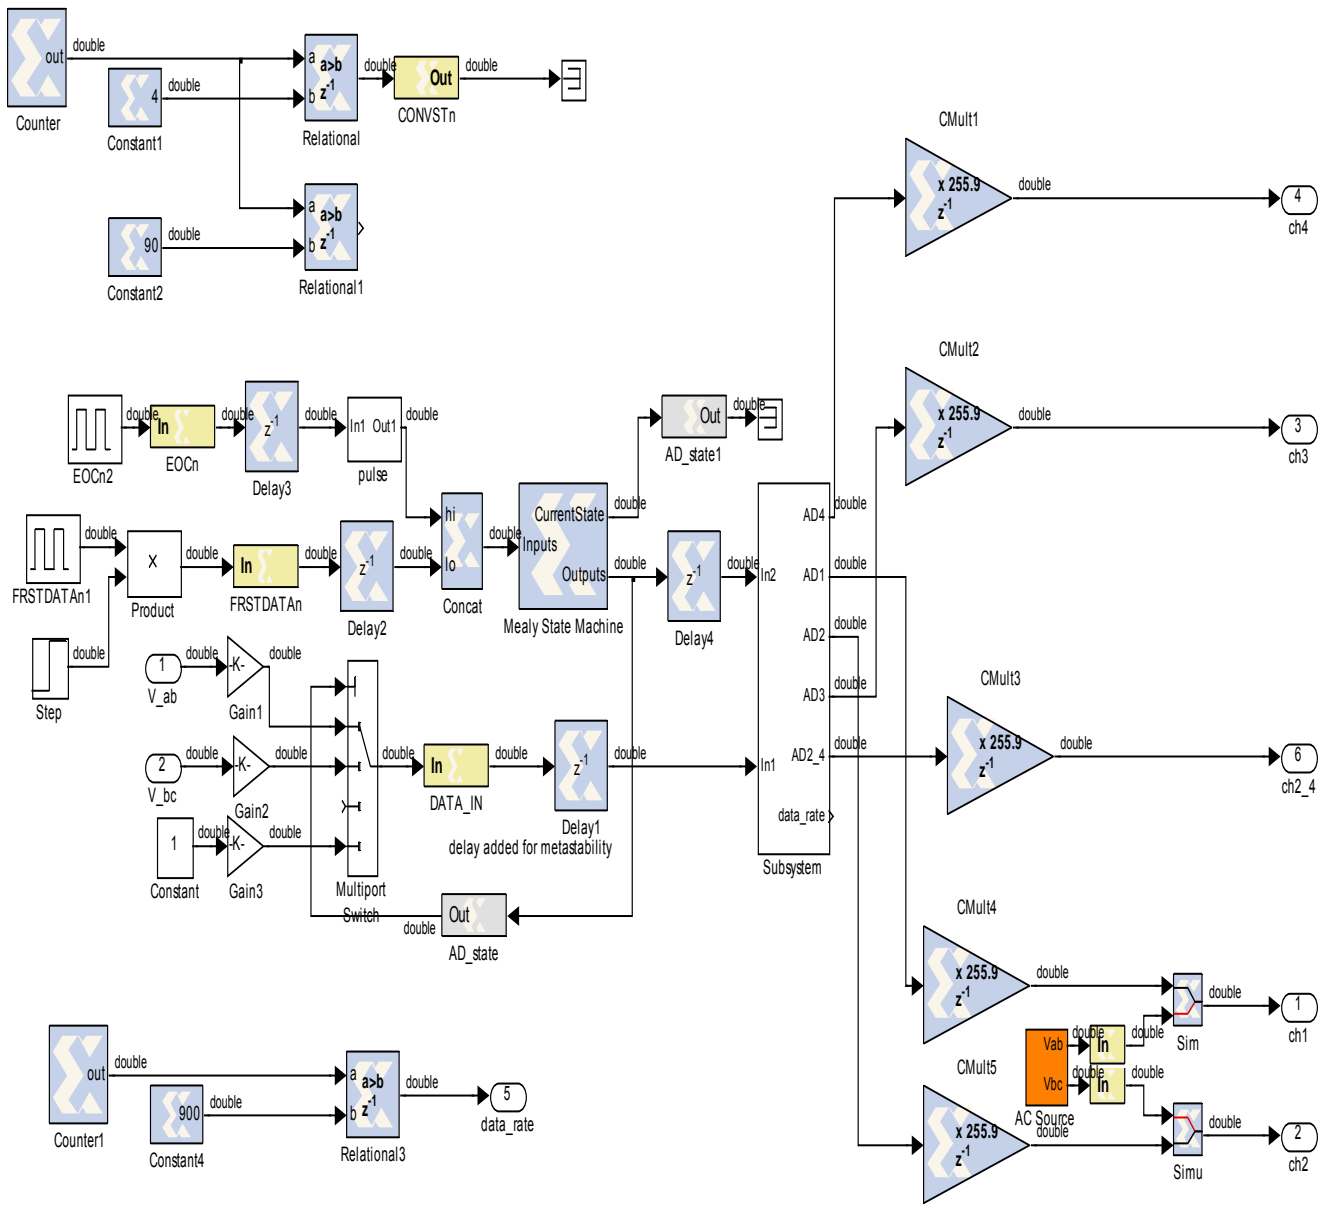 out
double
Counter
4
double
Constant1
a
a>b
b
z-1
Relational
double
Out
CONVSTn
double
a
a>b
b
z-1
Relational1
90
double
Constant2
CMult1
x 255.9
z-1
double
4
ch4
CMult2
x 255.9
z-1
double
3
ch3
EOCn2
double
In
EOCn
double
z-1
Delay3
double
In1 Out1
pulse
double
Out
AD_state1
double
FRSTDATAn1
double
Step
double
x
Product
double
In
FRSTDATAn
double
z-1
Delay2
double
hi
lo
Concat
double
CurrentState
Inputs
Outputs
Mealy State Machine
double
double
z-1
Delay4
double
In2
In1
AD4
AD1
AD2
AD3
AD2_4
data_rate
Subsystem
double
double
double
double
double
CMult3
x 255.9
z-1
double
6
ch2_4
1
V_ab
double
-K-
Gain1
double
2
V_bc
double
-K-
Gain2
double
1
Constant
double
-K-
Gain3
double
Multiport
Switch
double
In
DATA_IN
double
z-1
Delay1
double
delay added for metastability
Out
AD_state
double
CMult4
x 255.9
z-1
double
Sim
double
1
ch1
Vab
Vbc
AC Source
double
double
In
In
double
double
CMult5
x 255.9
z-1
double
Simu
double
2
ch2
out
Counter1
double
900
Constant4
double
a
a>b
b
z-1
Relational3
double
5
data_rate